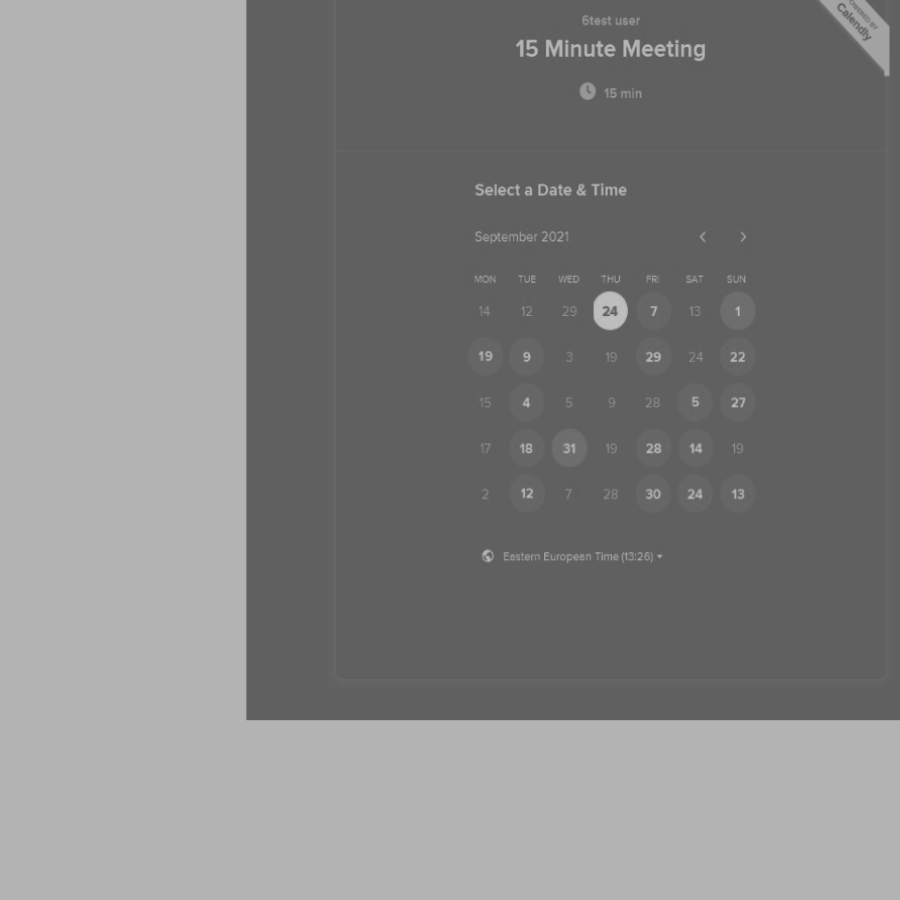 6test user
15 Minute Meeting
15 min
POWERED BY
Calendly
Select a Date & Time
September 2021
MON TUE WED THU FRI SAT SUN
14 12 29 24 7 13 1
19 9 3 19 29 24 22
15 4 5 9 28 5 27
17 18 31 19 28 14 19
2 12 7 28 30 24 13
Eastern European Time (13:26)